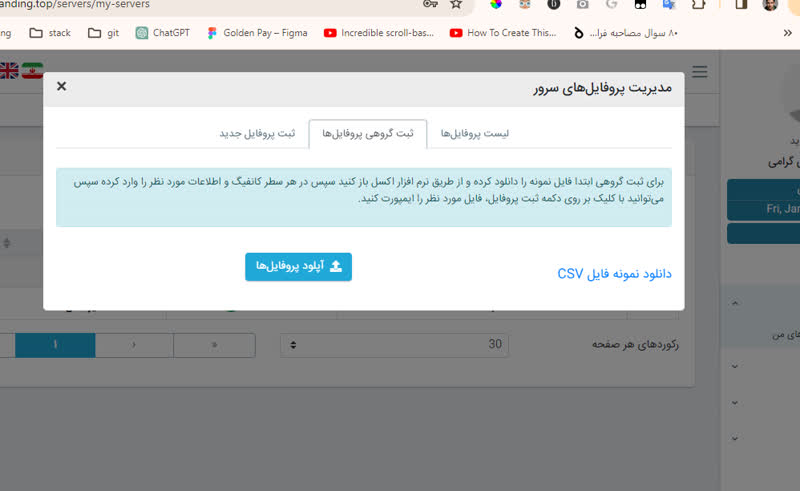 anding.top/servers/my-servers
ng
stack
git
ChatGPT
Golden Pay – Figma
Incredible scroll-bas...
How To Create This...
۸۰ سوال مصاحبه فرا...
»
مدیریت پروفایل‌های سرور
×
لیست پروفایل‌ها
ثبت گروهی پروفایل‌ها
ثبت پروفایل جدید
برای ثبت گروهی ابتدا فایل نمونه را دانلود کرده و از طریق نرم افزار اکسل باز کنید سپس در هر سطر کانفیگ و اطلاعات مورد نظر را وارد کرده سپس
می‌توانید با کلیک بر روی دکمه ثبت پروفایل، فایل مورد نظر را ایمپورت کنید.
دانلود نمونه فایل CSV
آپلود پروفایل‌ها
رکوردهای هر صفحه
30
«
‹
۱
گرامی
Fri, Jan
های من